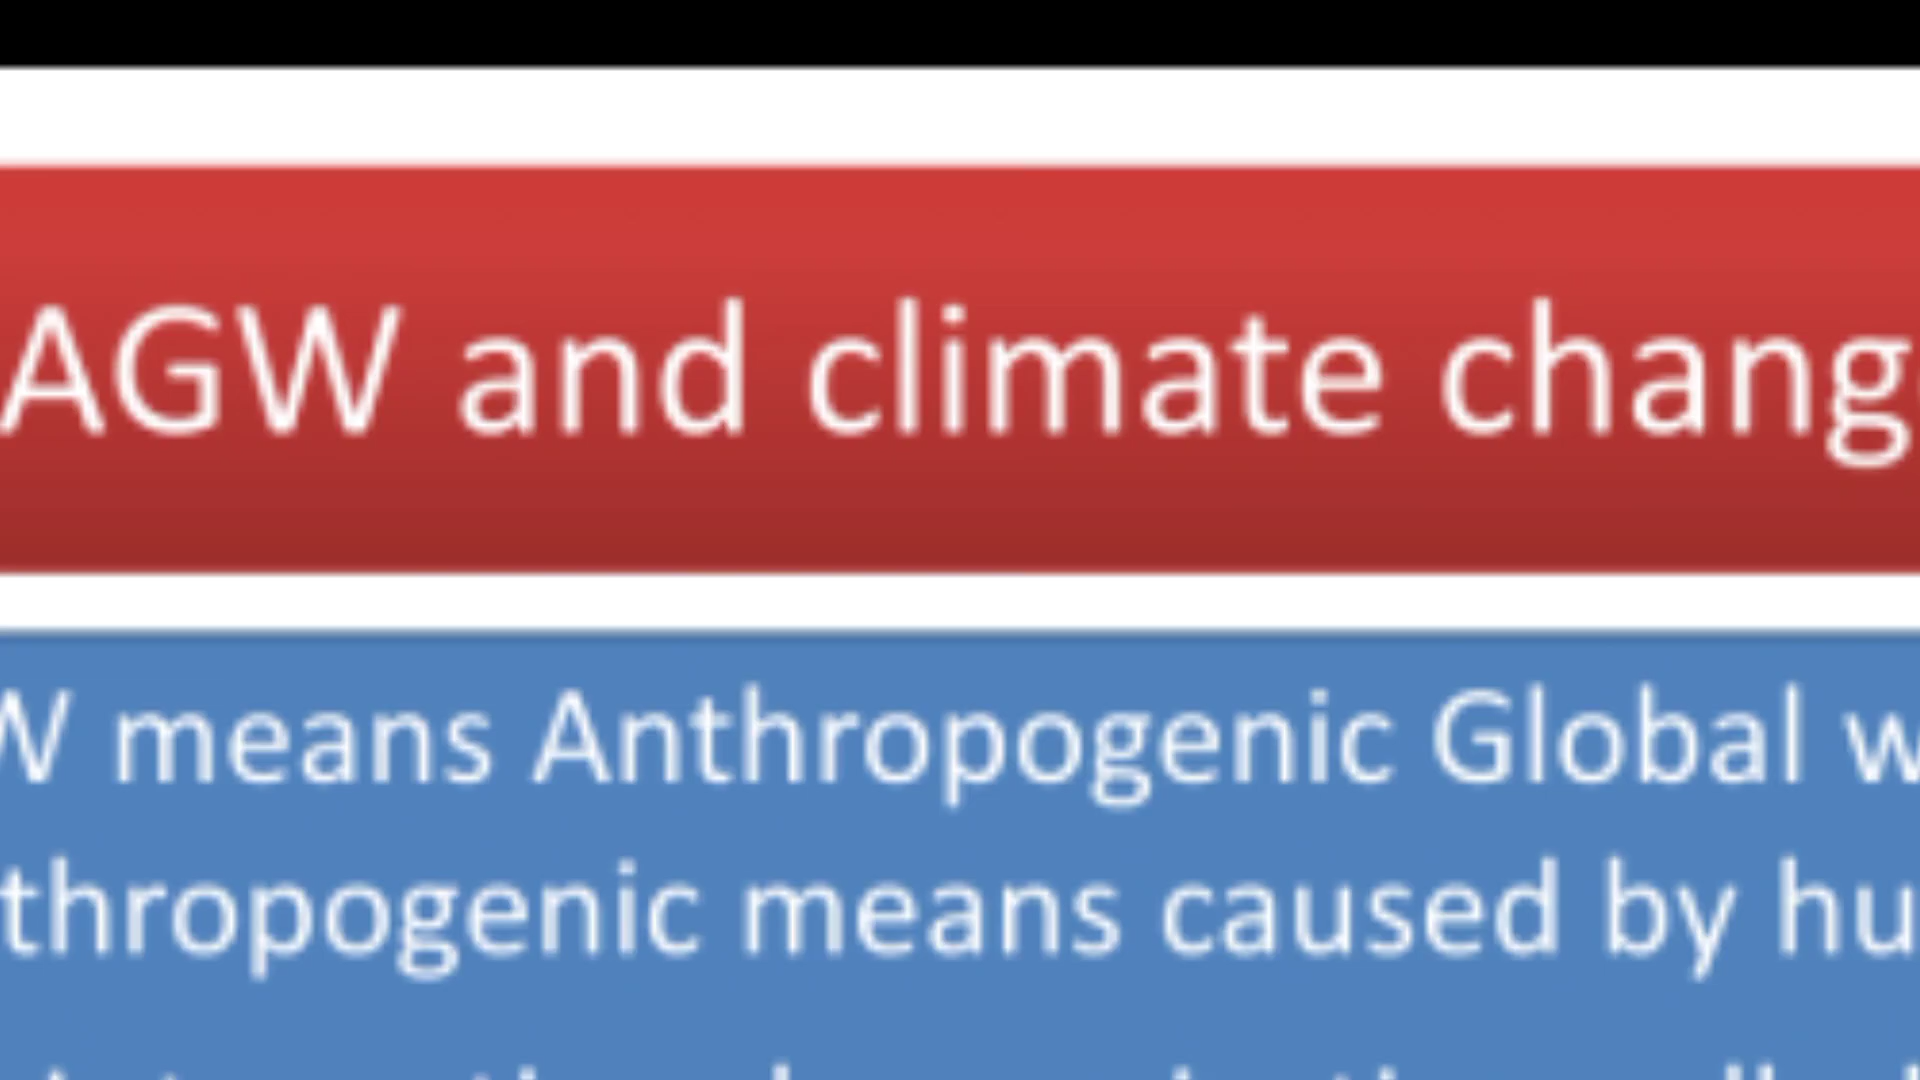 AGW and climate chang
W means Anthropogenic Global w
thropogenic means caused by hu